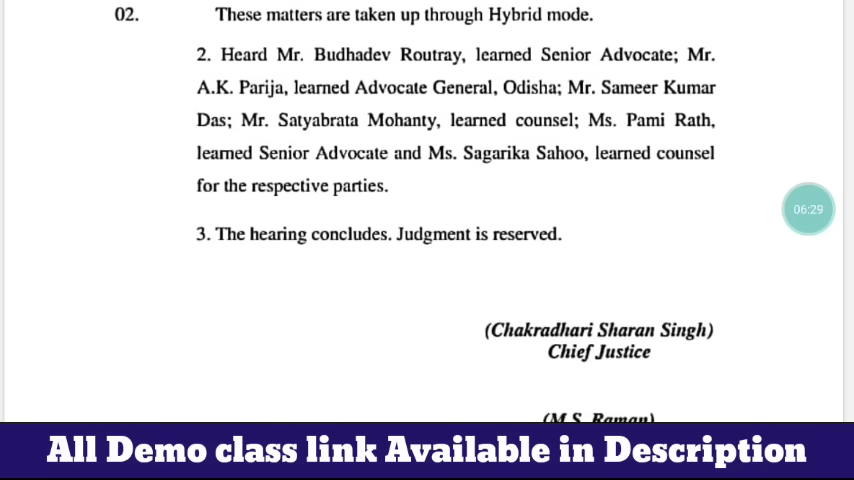 02. These matters are taken up through Hybrid mode.
2. Heard Mr. Budhadev Routray, learned Senior Advocate; Mr.
A.K. Parija, learned Advocate General, Odisha; Mr. Sameer Kumar
Das; Mr. Satyabrata Mohanty, learned counsel; Ms. Pami Rath,
learned Senior Advocate and Ms. Sagarika Sahoo, learned counsel
for the respective parties.
06:29
3. The hearing concludes. Judgment is reserved.
(Chakradhari Sharan Singh)
Chief Justice
(M.S. Raman)
All Demo class link Available in Description